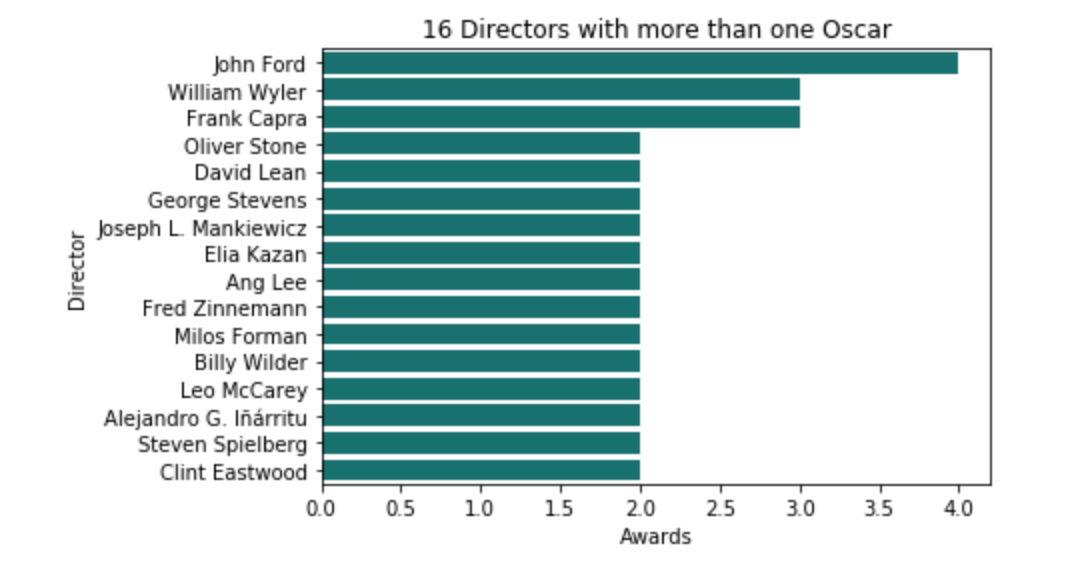 16 Directors with more than one Oscar
John Ford
William Wyler
Frank Capra
Oliver Stone
David Lean
George Stevens
Joseph L. Mankiewicz
Elia Kazan
Ang Lee
Fred Zinnemann
Milos Forman
Billy Wilder
Leo McCarey
Alejandro G. Iñárritu
Steven Spielberg
Clint Eastwood
Director
0.0 0.5 1.0 1.5 2.0 2.5 3.0 3.5 4.0
Awards